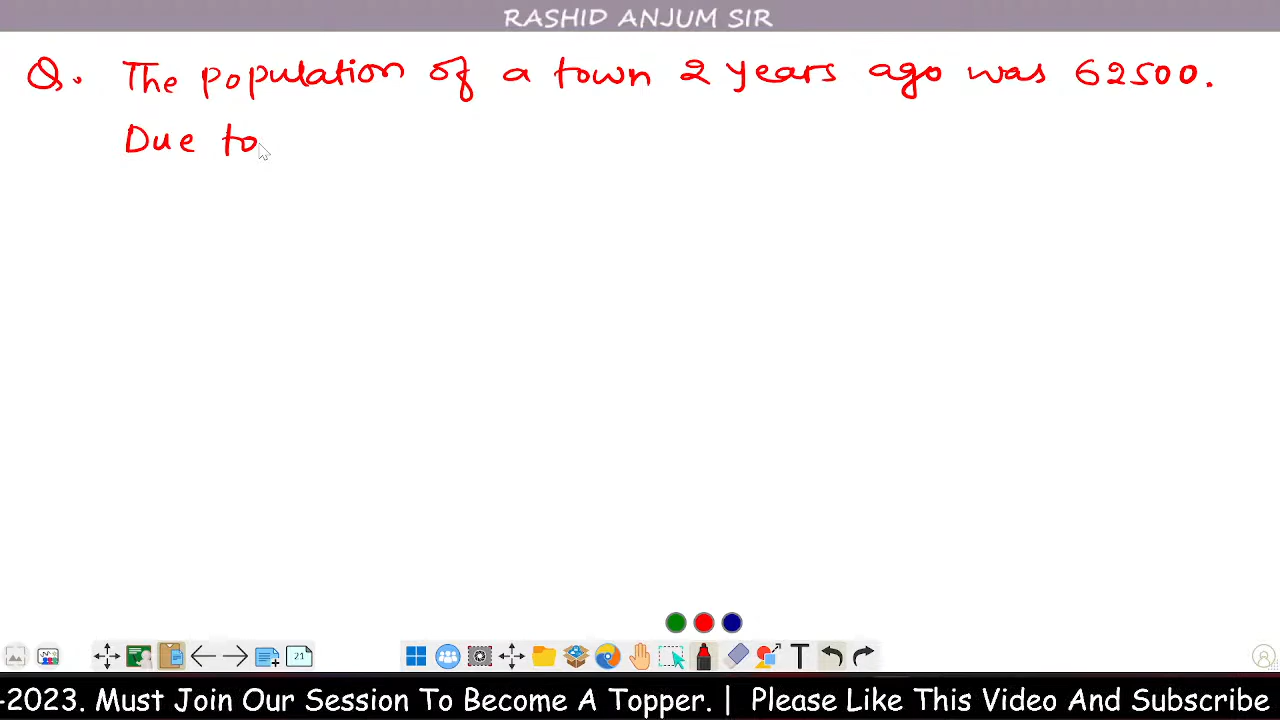 RASHID ANJUM SIR
Q. The population of a town 2 years ago was 62500.
Due to
21
-2023. Must Join Our Session To Become A Topper. | Please Like This Video And Subscribe